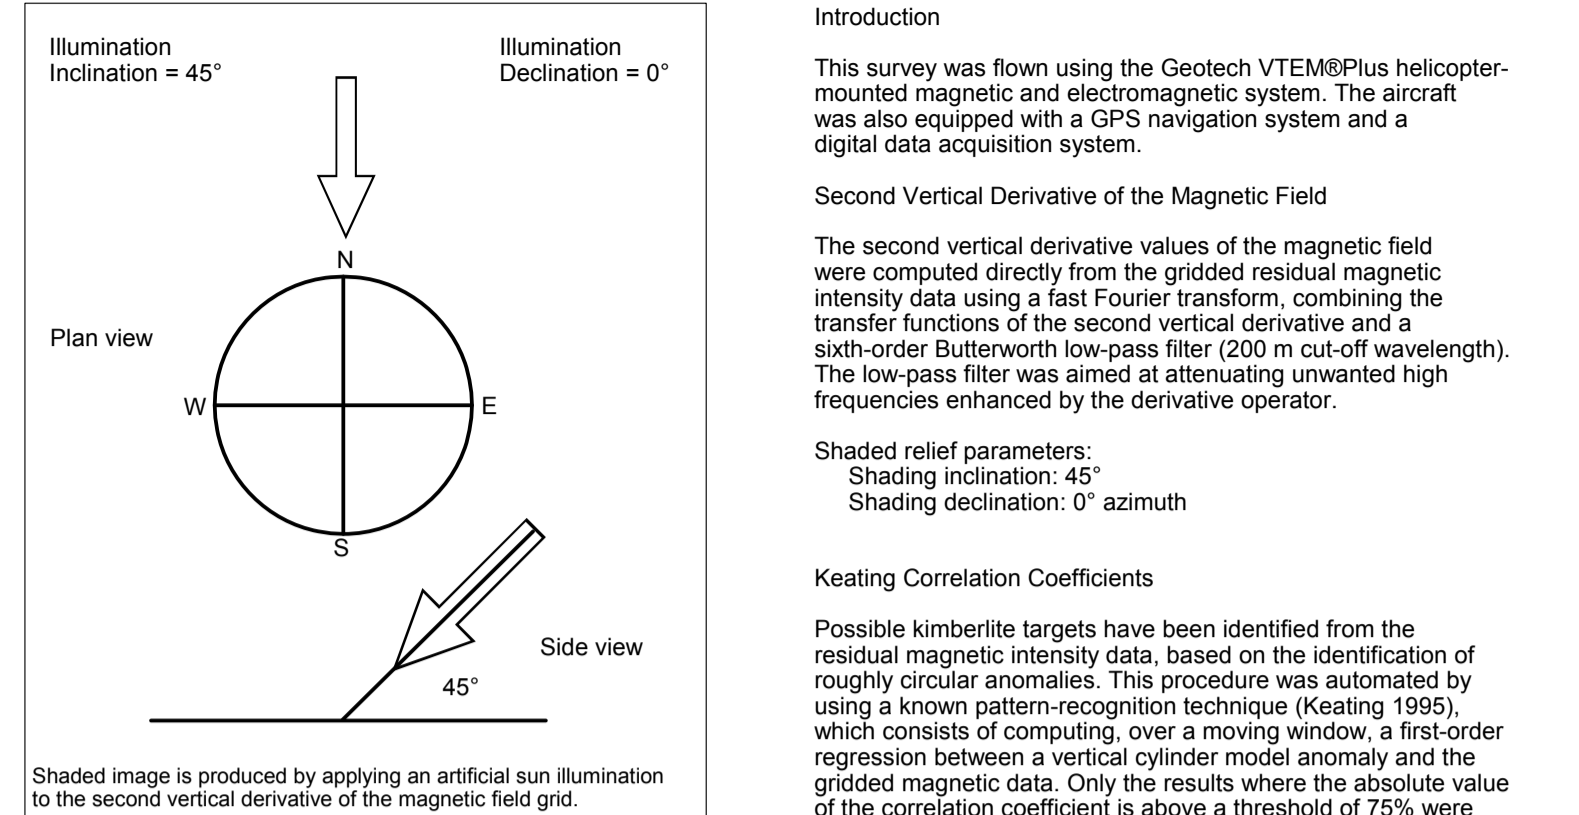 Illumination
Inclination = 45°
Illumination
Declination = 0°
N
Plan view
W
E
S
Side view
45°
Shaded image is produced by applying an artificial sun illumination
to the second vertical derivative of the magnetic field grid.
Introduction
This survey was flown using the Geotech VTEM®Plus helicopter-
mounted magnetic and electromagnetic system. The aircraft
was also equipped with a GPS navigation system and a
digital data acquisition system.
Second Vertical Derivative of the Magnetic Field
The second vertical derivative values of the magnetic field
were computed directly from the gridded residual magnetic
intensity data using a fast Fourier transform, combining the
transfer functions of the second vertical derivative and a
sixth-order Butterworth low-pass filter (200 m cut-off wavelength).
The low-pass filter was aimed at attenuating unwanted high
frequencies enhanced by the derivative operator.
Shaded relief parameters:
Shading inclination: 45°
Shading declination: 0° azimuth
Keating Correlation Coefficients
Possible kimberlite targets have been identified from the
residual magnetic intensity data, based on the identification of
roughly circular anomalies. This procedure was automated by
using a known pattern-recognition technique (Keating 1995),
which consists of computing, over a moving window, a first-order
regression between a vertical cylinder model anomaly and the
gridded magnetic data. Only the results where the absolute value
of the correlation coefficient is above a threshold of 75% were